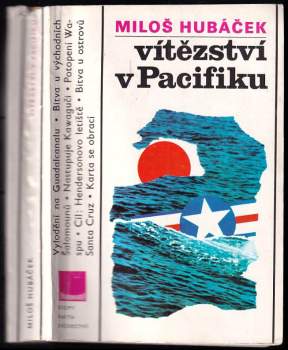 MILOŠ HUBÁČEK
vítězství
v Pacifiku
Vylodění na Guadalcanalu • Bitva u východních
Šalomounů • Nastupuje Kawaguči • Potopení Wa-
spu • Cíl: Hendersonovo letiště • Bitva u ostrovů
Santa Cruz • Karta se obrací
MILOŠ HUBÁČEK